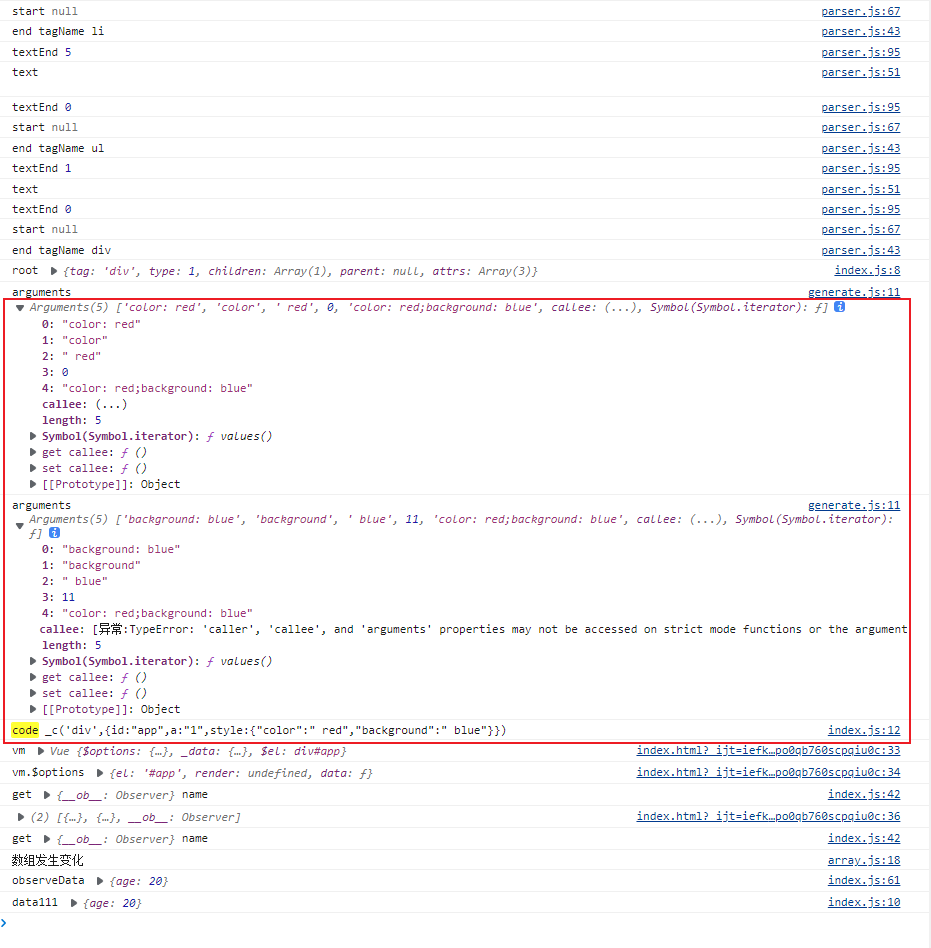 start null parser.js:67
end tagName li parser.js:43
textEnd 5 parser.js:95
text parser.js:51
textEnd 0 parser.js:95
start null parser.js:67
end tagName ul parser.js:43
textEnd 1 parser.js:95
text parser.js:51
textEnd 0 parser.js:95
start null parser.js:67
end tagName div parser.js:43
root ▶ {tag: 'div', type: 1, children: Array(1), parent: null, attrs: Array(3)} index.js:8
arguments generate.js:11
▼ Arguments(5) ['color: red', 'color', ' red', 0, 'color: red;background: blue', callee: (...), Symbol(Symbol.iterator): ƒ] i
0: "color: red"
1: "color"
2: " red"
3: 0
4: "color: red;background: blue"
callee: (...)
length: 5
▶ Symbol(Symbol.iterator): ƒ values()
▶ get callee: ƒ ()
▶ set callee: ƒ ()
▶ [[Prototype]]: Object
arguments generate.js:11
▼ Arguments(5) ['background: blue', 'background', ' blue', 11, 'color: red;background: blue', callee: (...), Symbol(Symbol.iterator):
ƒ] i
0: "background: blue"
1: "background"
2: " blue"
3: 11
4: "color: red;background: blue"
callee: [异常:TypeError: 'caller', 'callee', and 'arguments' properties may not be accessed on strict mode functions or the argument
length: 5
▶ Symbol(Symbol.iterator): ƒ values()
▶ get callee: ƒ ()
▶ set callee: ƒ ()
▶ [[Prototype]]: Object
code _c('div',{id:"app",a:"1",style:{"color":" red","background":" blue"}}) index.js:12
vm ▶ Vue {$options: {…}, _data: {…}, $el: div#app} index.html?_ijt=iefk…po0qb760scpqiu0c:33
vm.$options ▶ {el: '#app', render: undefined, data: ƒ} index.html?_ijt=iefk…po0qb760scpqiu0c:34
get ▶ {__ob__: Observer} name index.js:42
▶ (2) [{…}, {…}, __ob__: Observer] index.html?_ijt=iefk…po0qb760scpqiu0c:36
get ▶ {__ob__: Observer} name index.js:42
数组发生变化 array.js:18
observeData ▶ {age: 20} index.js:61
data111 ▶ {age: 20} index.js:10